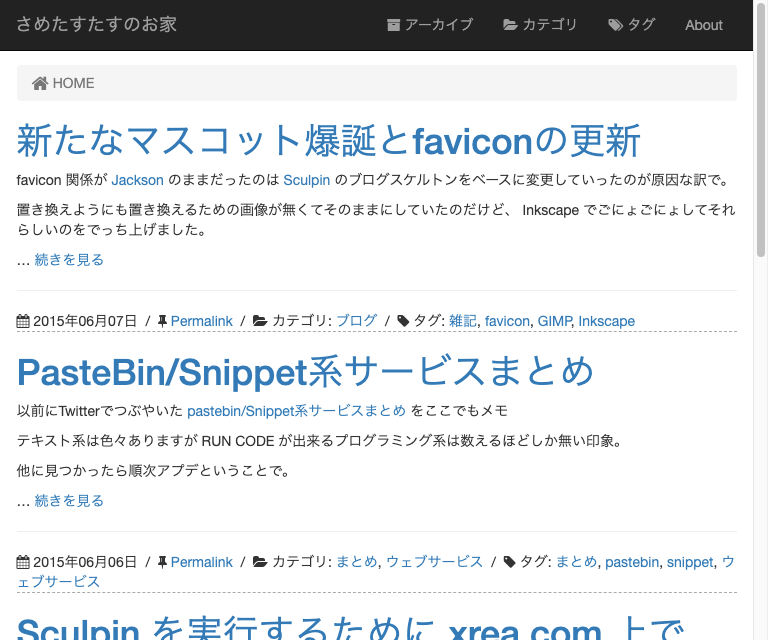 さめたすたすのお家
アーカイブ カテゴリ タグ About
HOME
新たなマスコット爆誕とfaviconの更新
favicon 関係が Jackson のままだったのは Sculpin のブログスケルトンをベースに変更していったのが原因な訳で。
置き換えようにも置き換えるための画像が無くてそのままにしていたのだけど、 Inkscape でごにょごにょしてそれ
らしいのをでっち上げました。
... 続きを見る
2015年06月07日 / Permalink / カテゴリ: ブログ / タグ: 雑記, favicon, GIMP, Inkscape
PasteBin/Snippet系サービスまとめ
以前にTwitterでつぶやいた pastebin/Snippet系サービスまとめ をここでもメモ
テキスト系は色々ありますが RUN CODE が出来るプログラミング系は数えるほどしか無い印象。
他に見つかったら順次アプデということで。
... 続きを見る
2015年06月06日 / Permalink / カテゴリ: まとめ, ウェブサービス / タグ: まとめ, pastebin, snippet, ウ
ェブサービス
Sculpin を実行するために xrea.com 上で